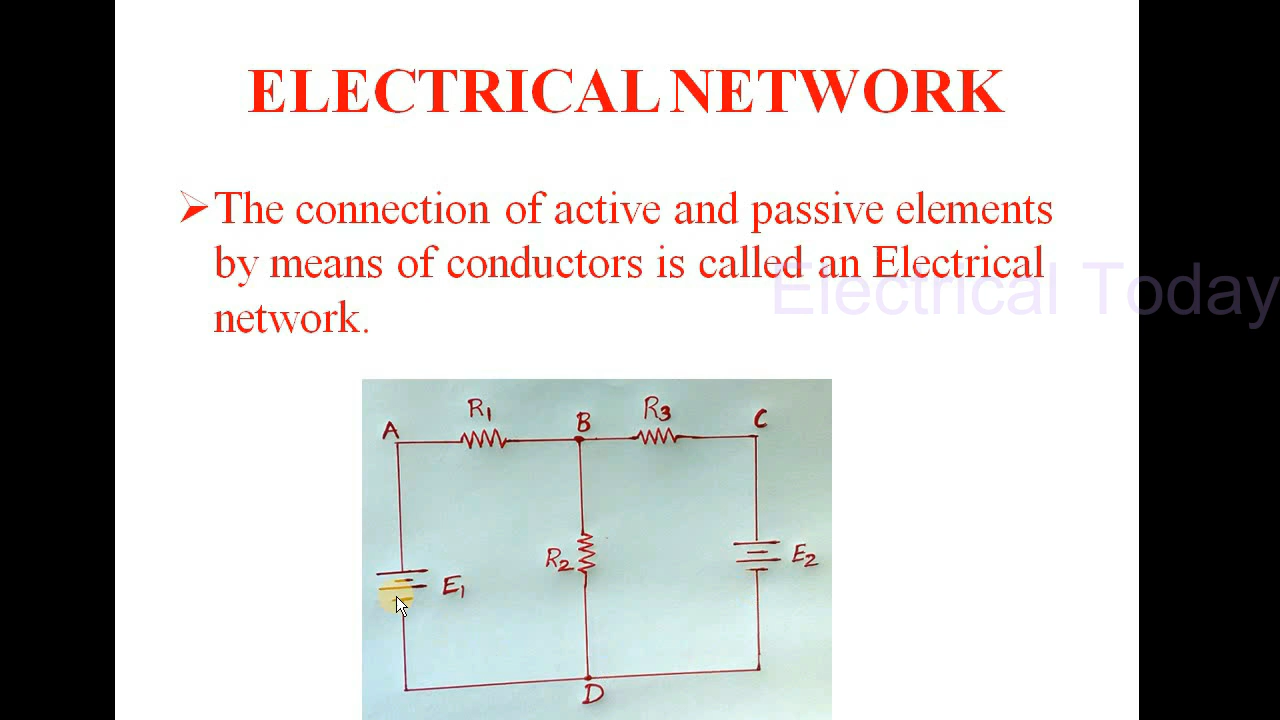 ELECTRICAL NETWORK
The connection of active and passive elements
by means of conductors is called an Electrical
network.
Electrical Today
R1
R3
A
B
C
R2
E1
E2
D